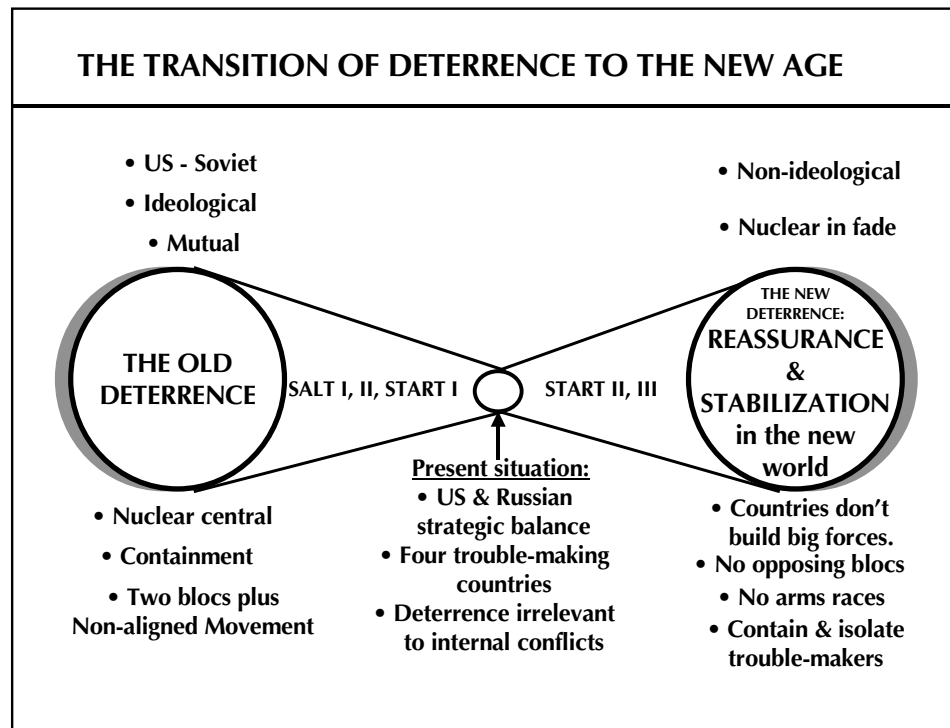 THE TRANSITION OF DETERRENCE TO THE NEW AGE
• US - Soviet
• Ideological
• Mutual
THE OLD
DETERRENCE
• Nuclear central
• Containment
• Two blocs plus
Non-aligned Movement
SALT I, II, START I
Present situation:
• US & Russian
strategic balance
• Four trouble-making
countries
• Deterrence irrelevant
to internal conflicts
START II, III
• Non-ideological
• Nuclear in fade
THE NEW
DETERRENCE:
REASSURANCE
&
STABILIZATION
in the new
world
• Countries don’t
build big forces.
• No opposing blocs
• No arms races
• Contain & isolate
trouble-makers